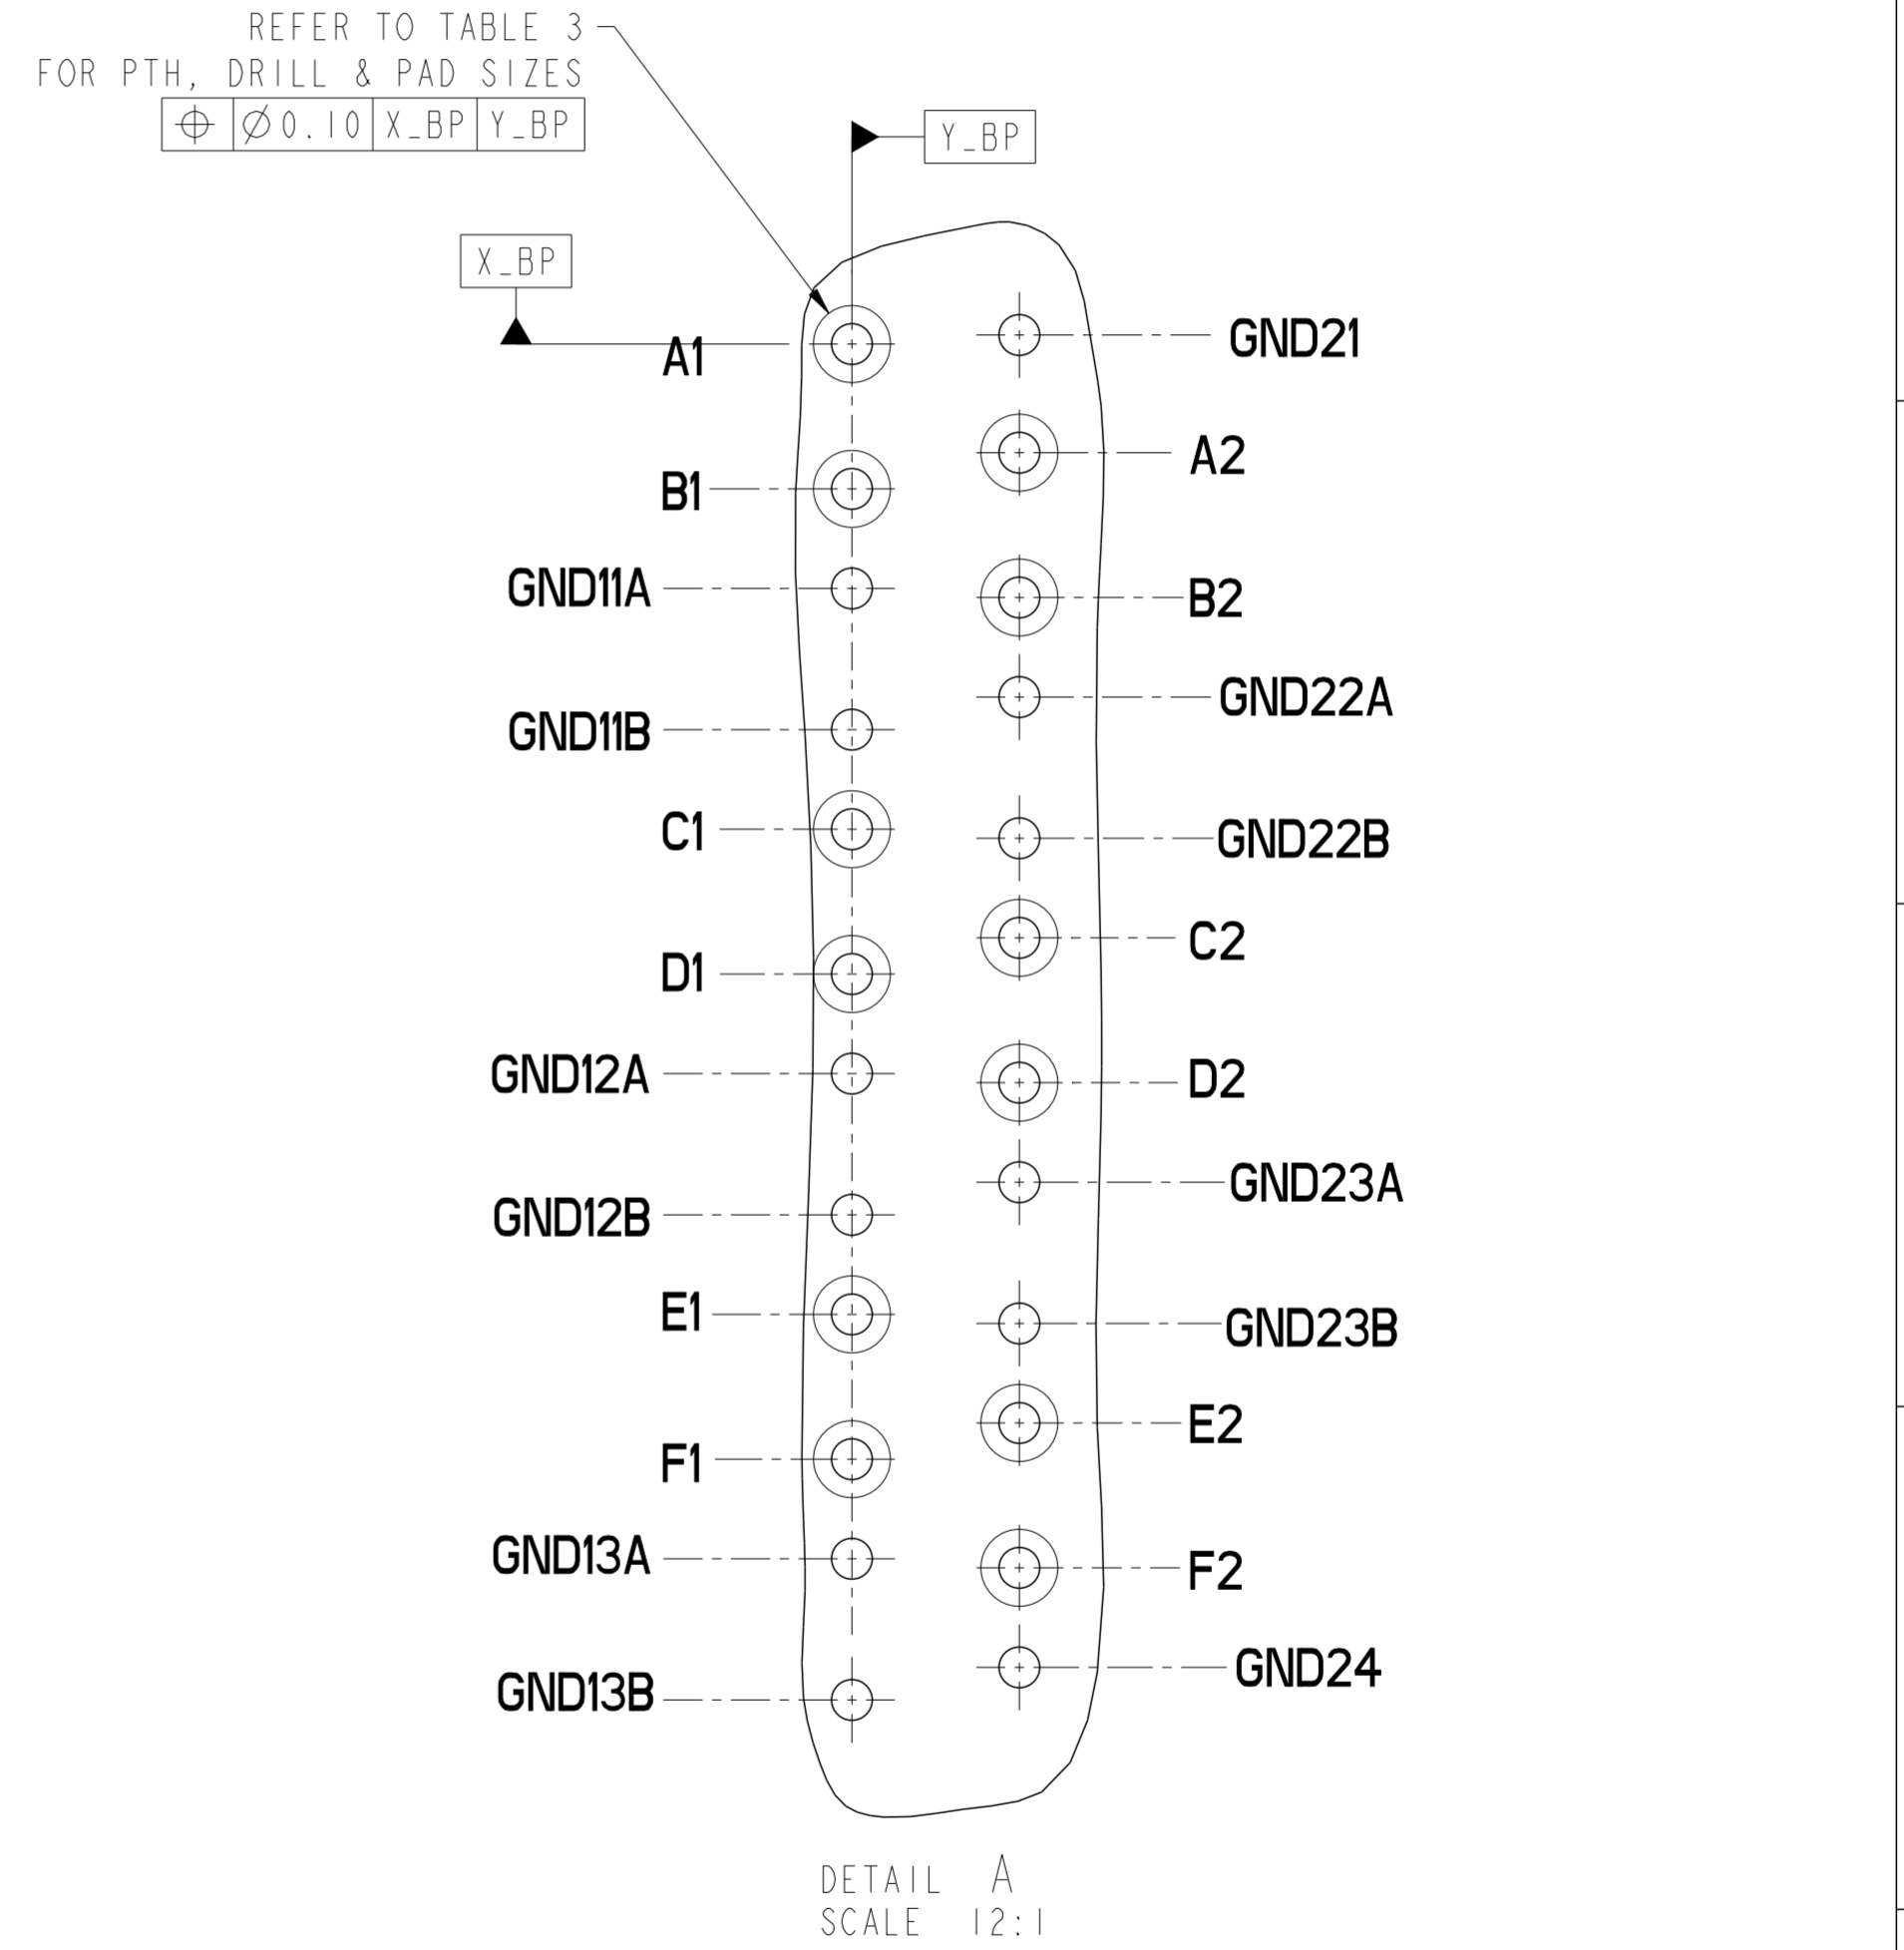 REFER TO TABLE 3
FOR PTH, DRILL & PAD SIZES
⌖ Ø0.10 X_BP Y_BP
Y_BP
X_BP
A1
GND21
A2
B1
GND11A
B2
GND22A
GND11B
C1
GND22B
C2
D1
GND12A
D2
GND23A
GND12B
E1
GND23B
E2
F1
GND13A
F2
GND24
GND13B
DETAIL A
SCALE 12:1